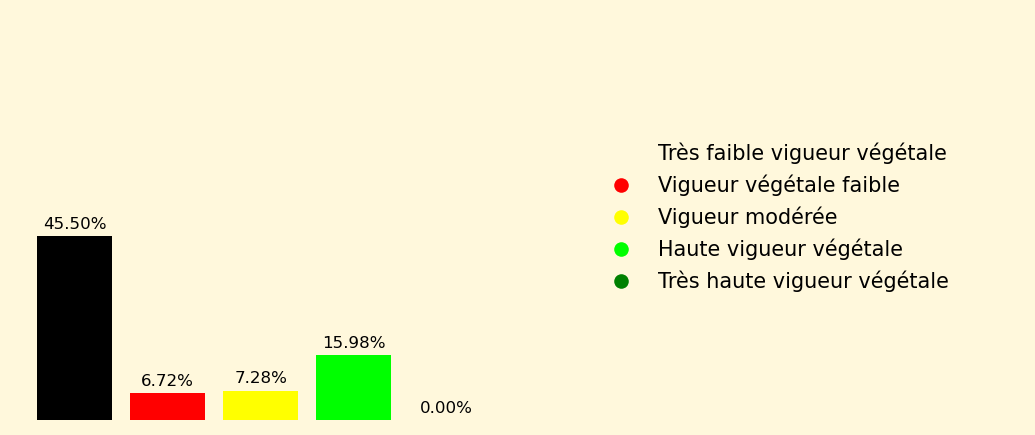 45.50%
6.72%
7.28%
15.98%
0.00%
Très faible vigueur végétale
Vigueur végétale faible
Vigueur modérée
Haute vigueur végétale
Très haute vigueur végétale